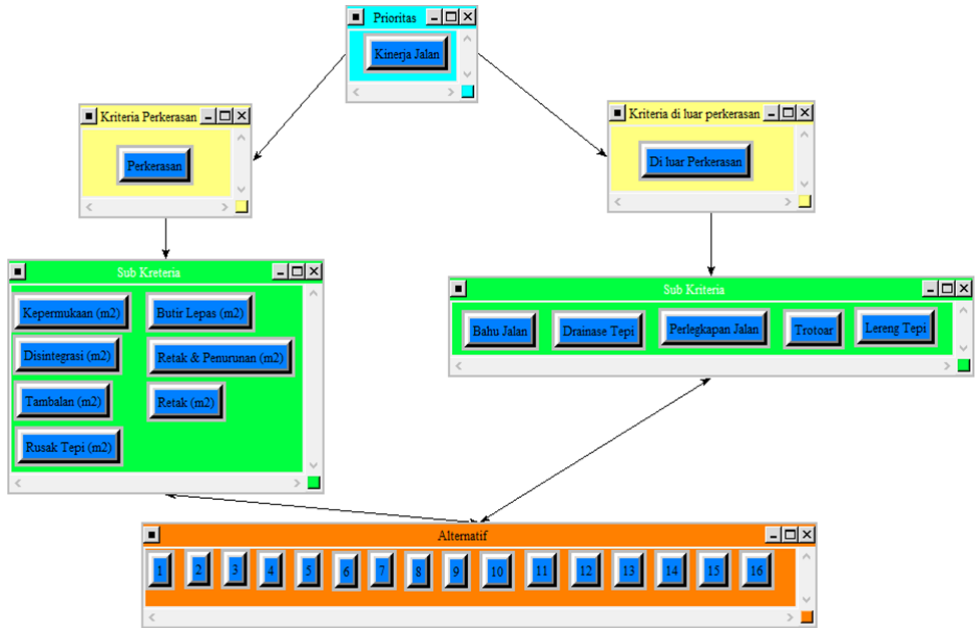 Prioritas
Kinerja Jalan
Kriteria Perkerasan
Perkerasan
Kriteria di luar perkerasan
Di luar Perkerasan
Sub Kreteria
Kepermukaan (m2)
Butir Lepas (m2)
Disintegrasi (m2)
Retak & Penurunan (m2)
Tambalan (m2)
Retak (m2)
Rusak Tepi (m2)
Sub Kriteria
Bahu Jalan
Drainase Tepi
Perlegkapan Jalan
Trotoar
Lereng Tepi
Alternatif
1 2 3 4 5 6 7 8 9 10 11 12 13 14 15 16